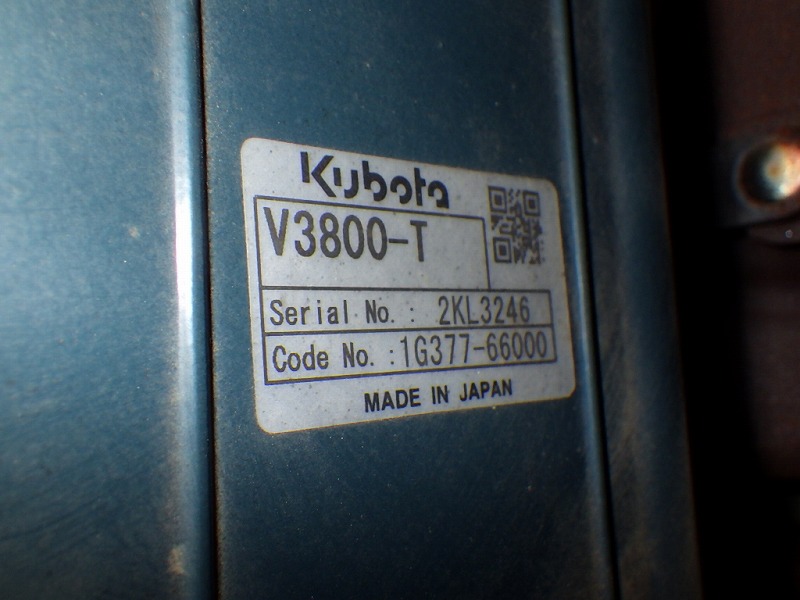 Kubota
V3800-T
Serial No. : 2KL3246
Code No. :1G377-66000
MADE IN JAPAN